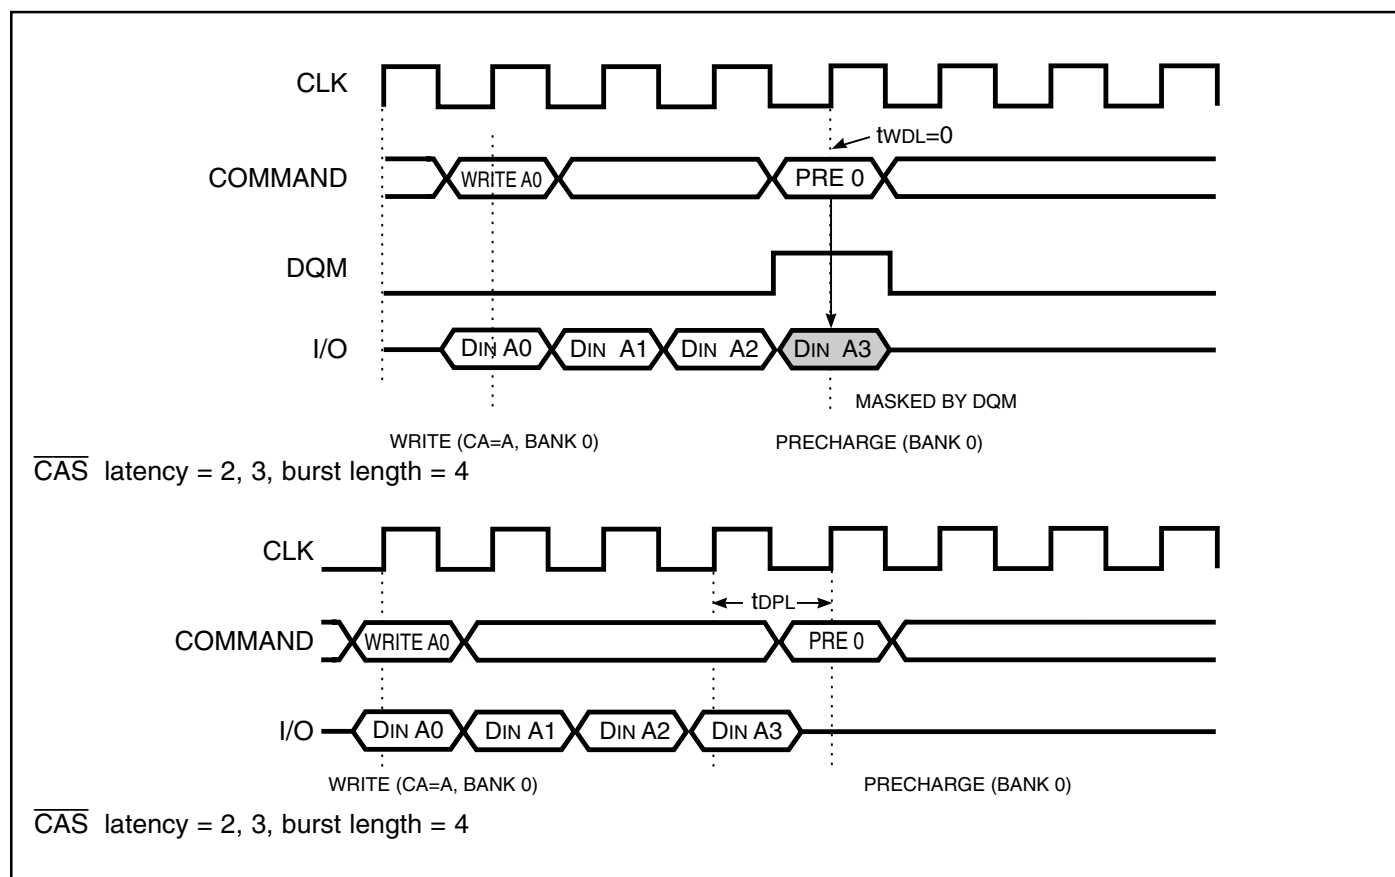 CLK
tWDL=0
COMMAND
WRITE A0
PRE 0
DQM
I/O
DIN A0
DIN A1
DIN A2
DIN A3
MASKED BY DQM
WRITE (CA=A, BANK 0)
PRECHARGE (BANK 0)
CAS latency = 2, 3, burst length = 4
CLK
tDPL
COMMAND
WRITE A0
PRE 0
I/O
DIN A0
DIN A1
DIN A2
DIN A3
WRITE (CA=A, BANK 0)
PRECHARGE (BANK 0)
CAS latency = 2, 3, burst length = 4